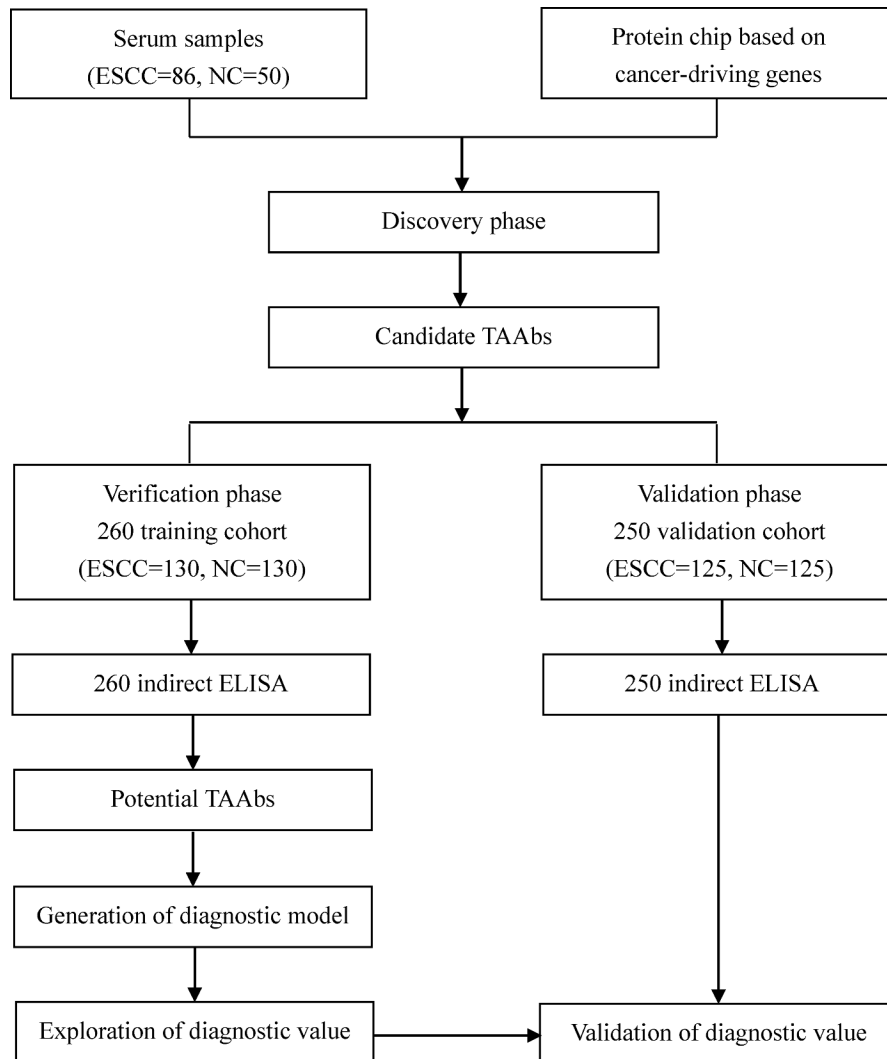 Serum samples
(ESCC=86, NC=50)
Protein chip based on
cancer-driving genes
Discovery phase
Candidate TAAbs
Verification phase
260 training cohort
(ESCC=130, NC=130)
Validation phase
250 validation cohort
(ESCC=125, NC=125)
260 indirect ELISA
250 indirect ELISA
Potential TAAbs
Generation of diagnostic model
Exploration of diagnostic value
Validation of diagnostic value